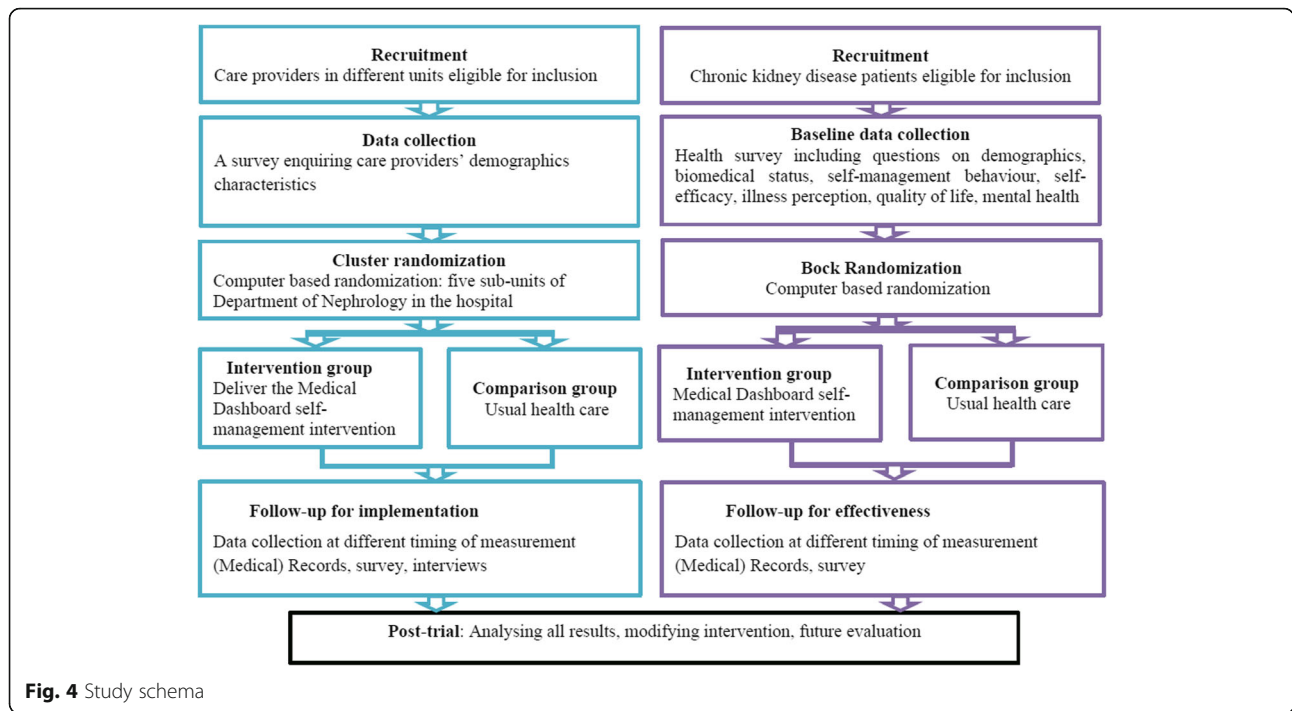 Recruitment
Care providers in different units eligible for inclusion
Data collection
A survey enquiring care providers' demographics
characteristics
Cluster randomization
Computer based randomization: five sub-units of
Department of Nephrology in the hospital
Intervention group
Deliver the Medical
Dashboard self-
management intervention
Comparison group
Usual health care
Follow-up for implementation
Data collection at different timing of measurement
(Medical) Records, survey, interviews
Recruitment
Chronic kidney disease patients eligible for inclusion
Baseline data collection
Health survey including questions on demographics,
biomedical status, self-management behaviour, self-
efficacy, illness perception, quality of life, mental health
Bock Randomization
Computer based randomization
Intervention group
Medical Dashboard self-
management intervention
Comparison group
Usual health care
Follow-up for effectiveness
Data collection at different timing of measurement
(Medical) Records, survey
Post-trial: Analysing all results, modifying intervention, future evaluation
Fig. 4 Study schema